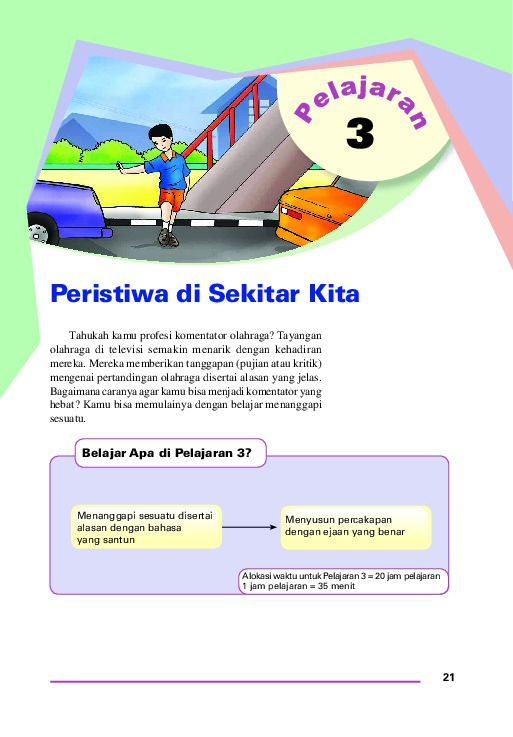 Pelajaran
3
Peristiwa di Sekitar Kita
Tahukah kamu profesi komentator olahraga? Tayangan
olahraga di televisi semakin menarik dengan kehadiran
mereka. Mereka memberikan tanggapan (pujian atau kritik)
mengenai pertandingan olahraga disertai alasan yang jelas.
Bagaimana caranya agar kamu bisa menjadi komentator yang
hebat? Kamu bisa memulainya dengan belajar menanggapi
sesuatu.
Belajar Apa di Pelajaran 3?
Menanggapi sesuatu disertai
alasan dengan bahasa
yang santun
Menyusun percakapan
dengan ejaan yang benar
Alokasi waktu untuk Pelajaran 3 = 20 jam pelajaran
1 jam pelajaran = 35 menit
21